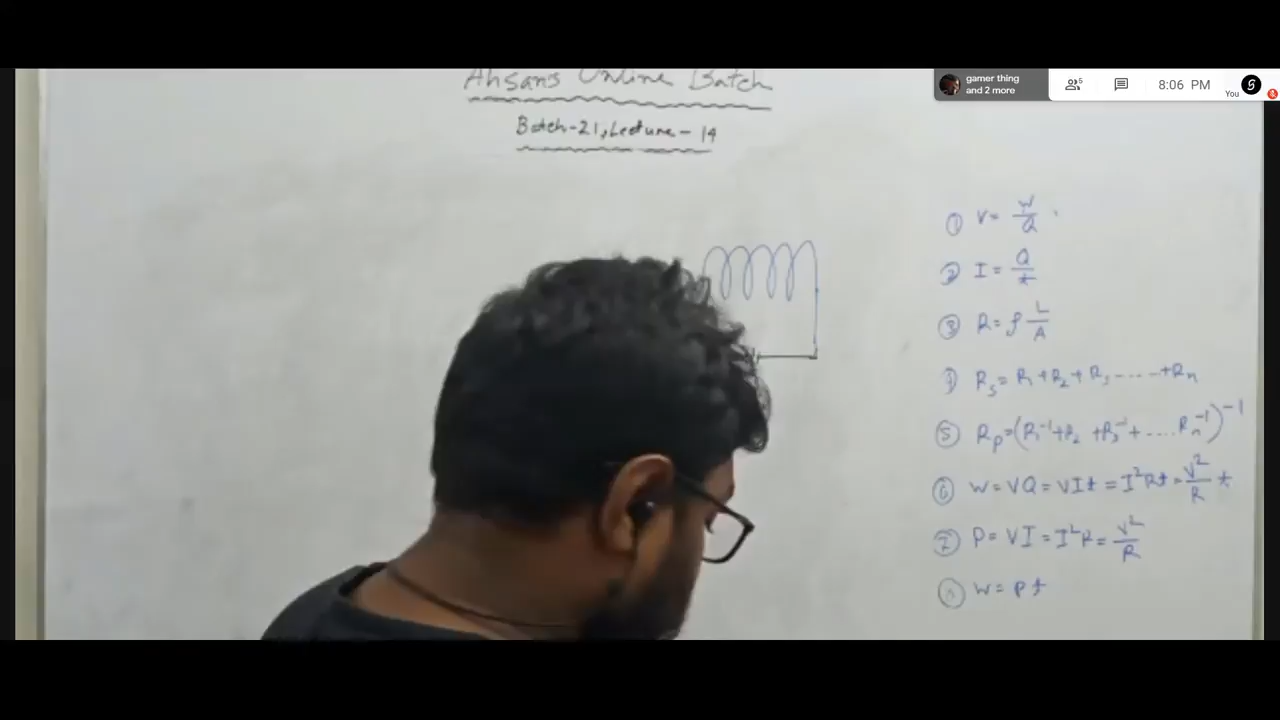 Ahsan's Online Batch
Batch-21, Lecture-14
gamer thing
and 2 more
5
8:06 PM
You
① V = W/Q
② I = Q/t
③ R = ρ L/A
④ Rs = R1 + R2 + R3 ...... + Rn
⑤ Rp = (R1^-1 + R2 + R3^-1 + .... Rn^-1)^-1
⑥ W = VQ = VIt = I²Rt = V²/R t
⑦ P = VI = I²R = V²/R
⑧ W = Pt